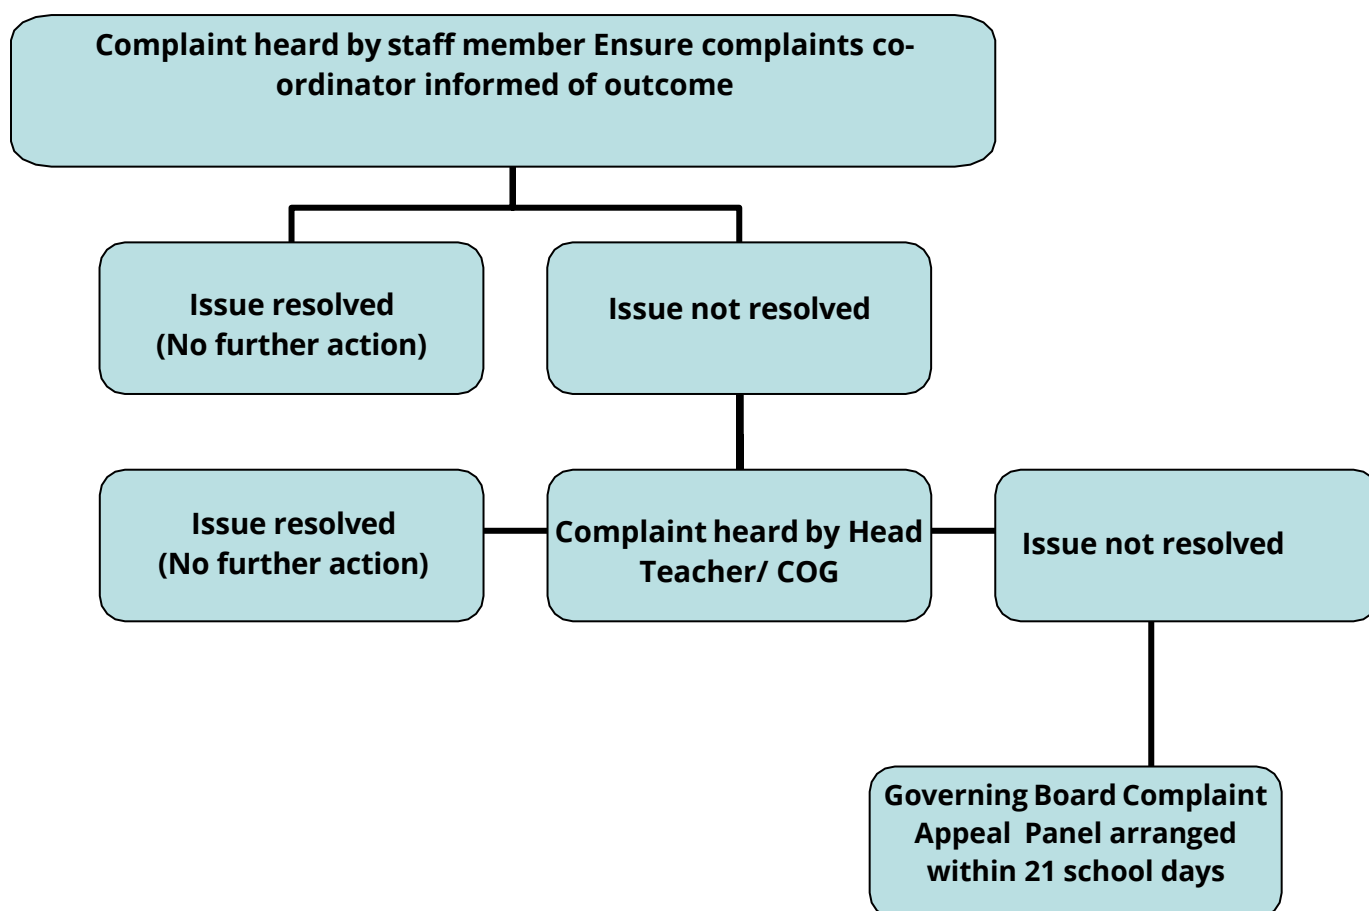 Complaint heard by staff member Ensure complaints co-
ordinator informed of outcome
Issue resolved
(No further action)
Issue not resolved
Issue resolved
(No further action)
Complaint heard by Head
Teacher/ COG
Issue not resolved
Governing Board Complaint
Appeal Panel arranged
within 21 school days